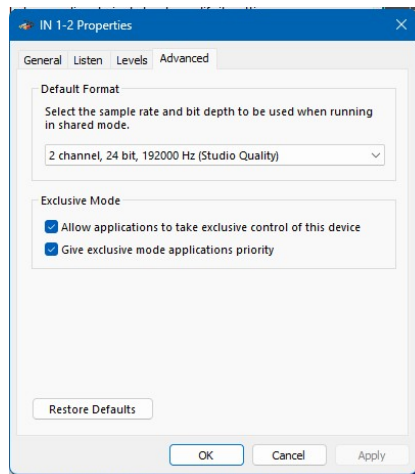 IN 1-2 Properties
General Listen Levels Advanced
Default Format
Select the sample rate and bit depth to be used when running
in shared mode.
2 channel, 24 bit, 192000 Hz (Studio Quality)
Exclusive Mode
Allow applications to take exclusive control of this device
Give exclusive mode applications priority
Restore Defaults
OK Cancel Apply